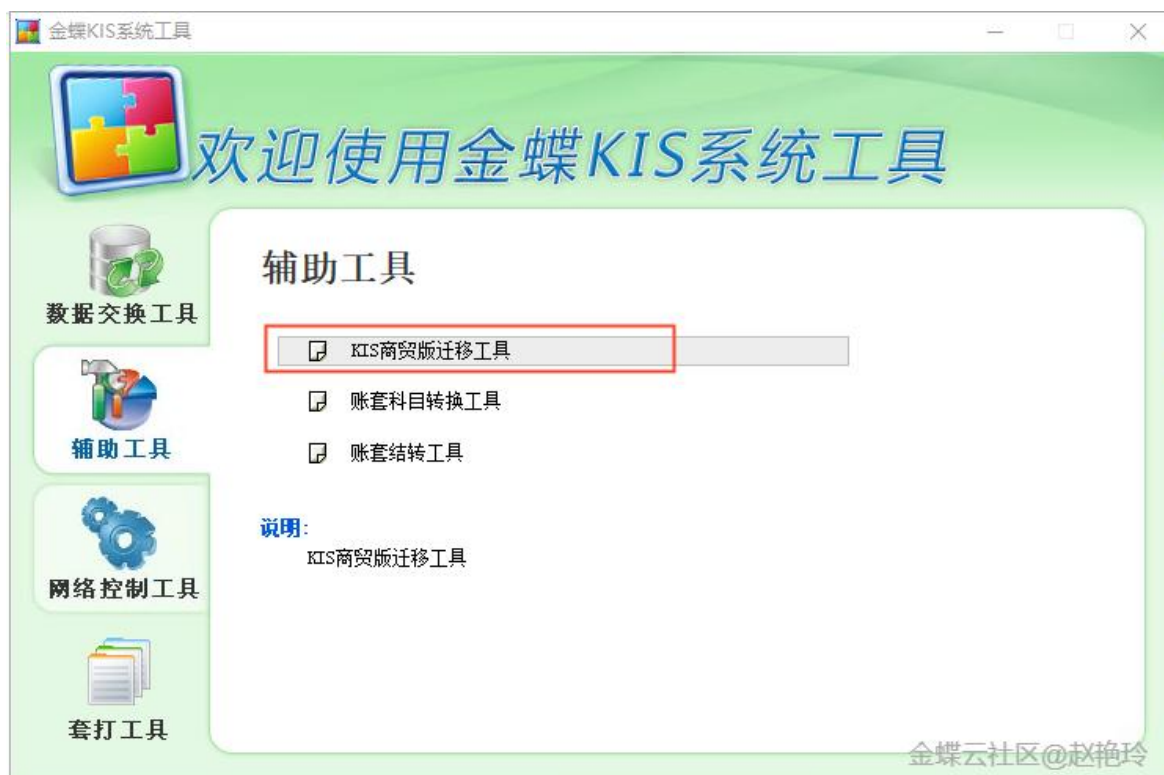 金蝶KIS系统工具
欢迎使用金蝶KIS系统工具
数据交换工具
辅助工具
网络控制工具
套打工具
辅助工具
KIS商贸版迁移工具
账套科目转换工具
账套结转工具
说明:
KIS商贸版迁移工具
金蝶云社区@赵艳玲